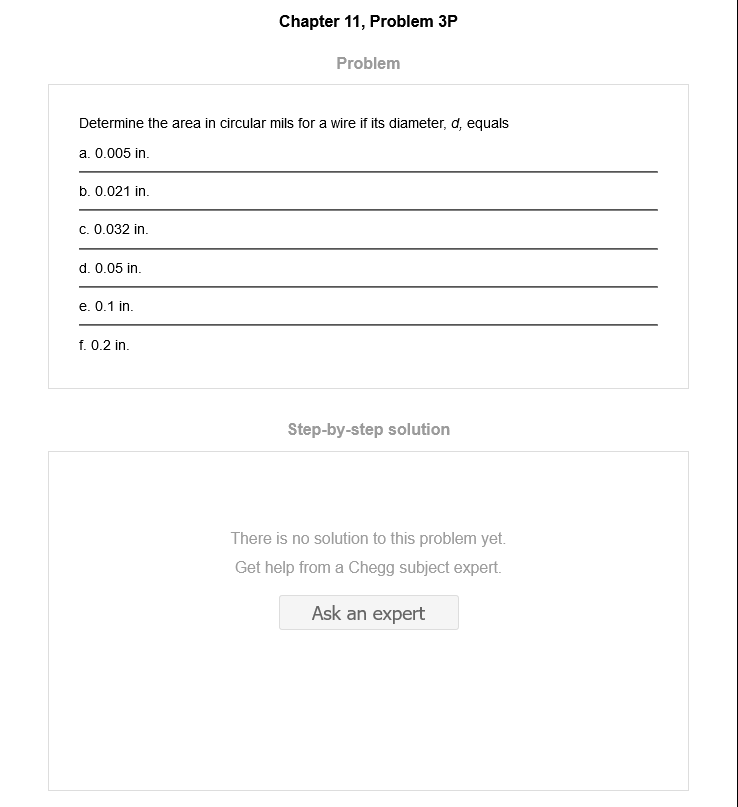 Chapter 11, Problem 3P
Problem
Determine the area in circular mils for a wire if its diameter, d, equals
a. 0.005 in.
b. 0.021 in.
c. 0.032 in.
d. 0.05 in.
e. 0.1 in.
f. 0.2 in.
Step-by-step solution
There is no solution to this problem yet.
Get help from a Chegg subject expert.
Ask an expert